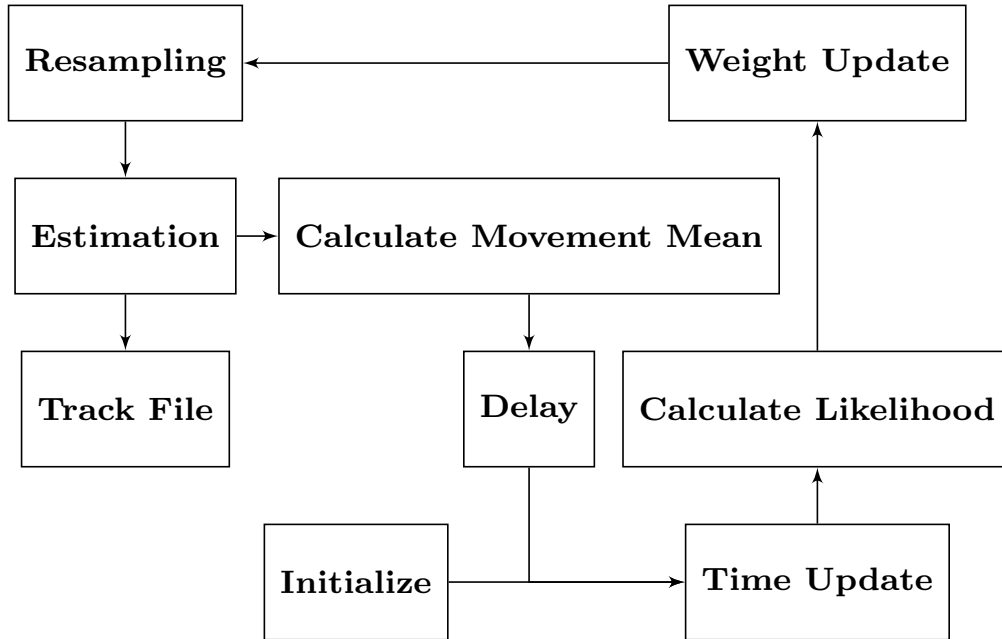 Resampling
Weight Update
Estimation
Calculate Movement Mean
Track File
Delay
Calculate Likelihood
Initialize
Time Update